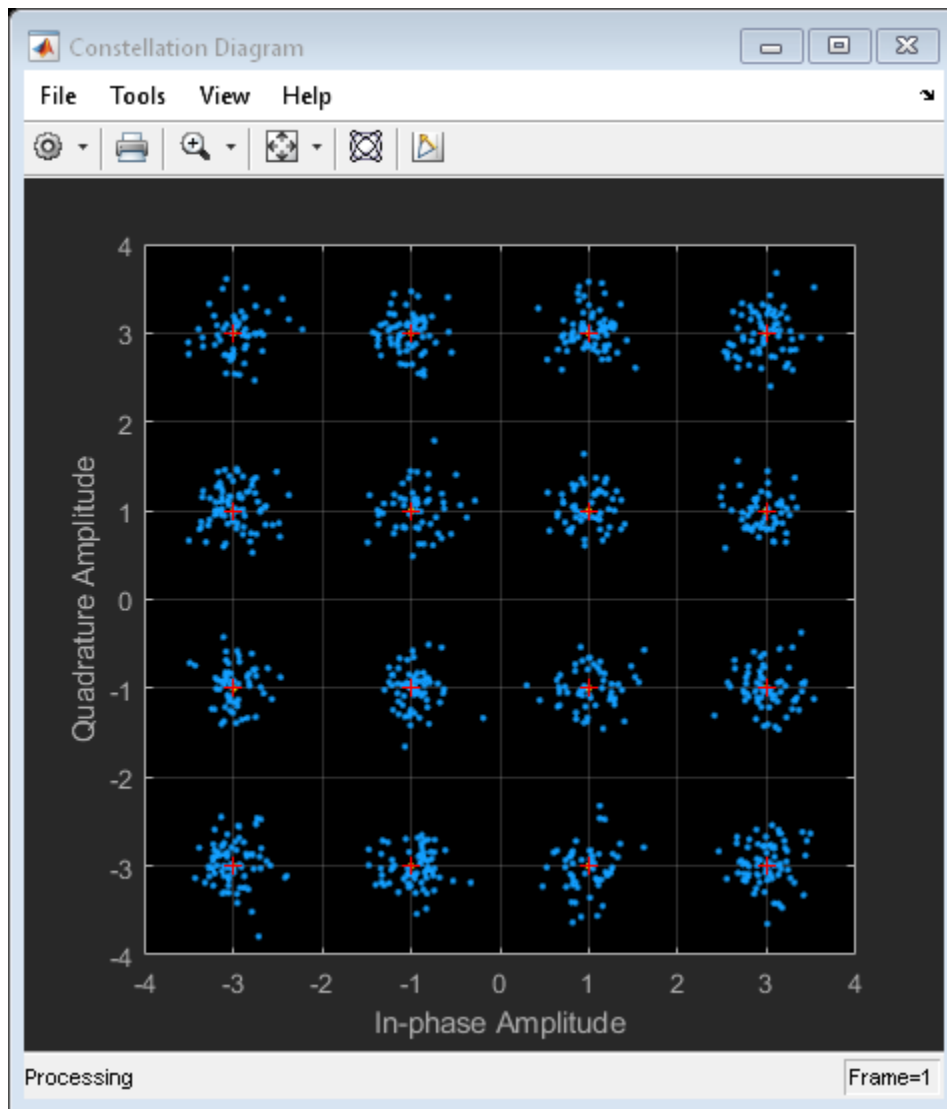 Constellation Diagram
File Tools View Help
4
3
2
1
0
-1
-2
-3
-4
Quadrature Amplitude
-4 -3 -2 -1 0 1 2 3 4
In-phase Amplitude
Processing Frame=1